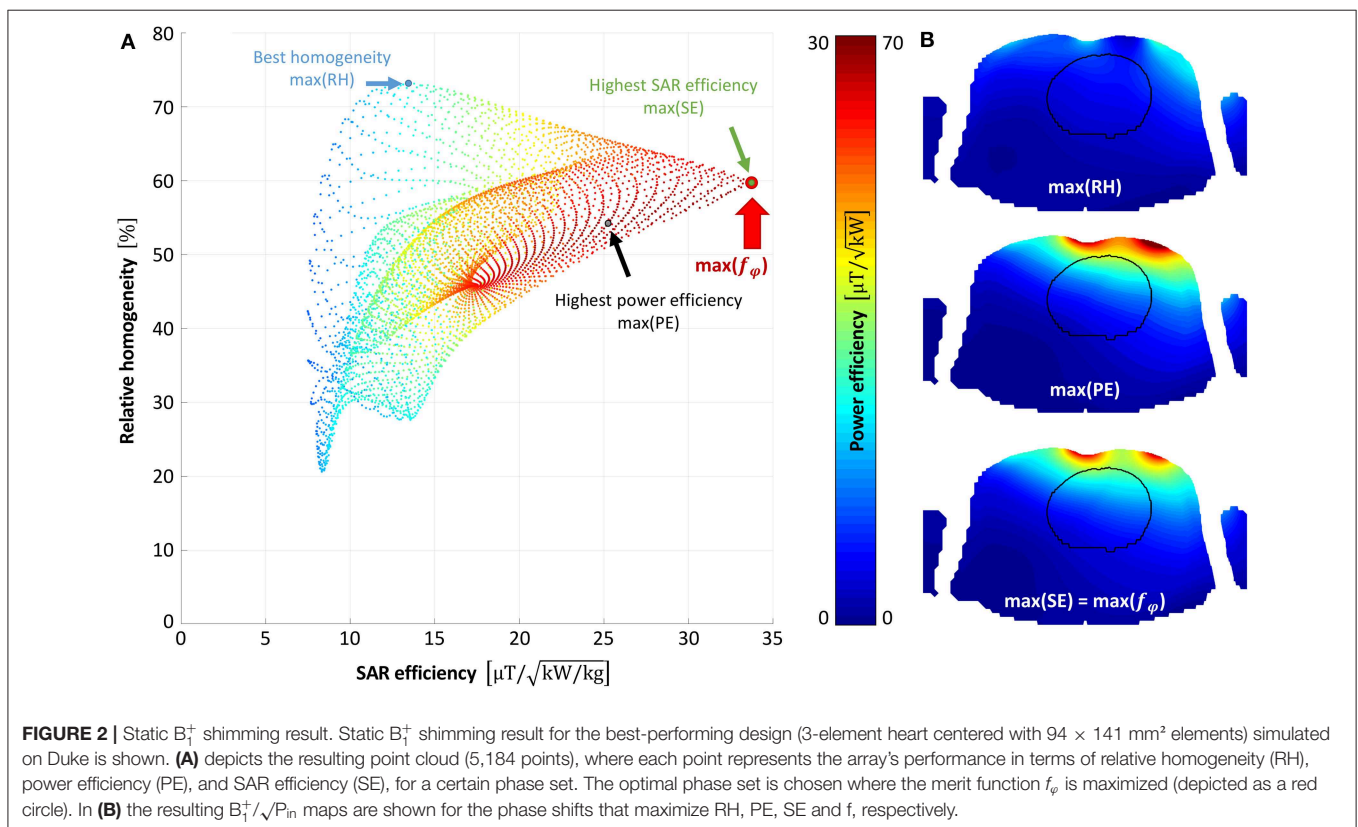 A
80
70
60
50
40
30
20
10
0
Relative homogeneity [%]
0 5 10 15 20 25 30 35
SAR efficiency [μT/√kW/kg]
Best homogeneity
max(RH)
Highest SAR efficiency
max(SE)
max(fφ)
Highest power efficiency
max(PE)
30 70
Power efficiency [μT/√kW]
0 0
B
max(RH)
max(PE)
max(SE) = max(fφ)
FIGURE 2 | Static B₁⁺ shimming result. Static B₁⁺ shimming result for the best-performing design (3-element heart centered with 94 × 141 mm² elements) simulated
on Duke is shown. (A) depicts the resulting point cloud (5,184 points), where each point represents the array's performance in terms of relative homogeneity (RH),
power efficiency (PE), and SAR efficiency (SE), for a certain phase set. The optimal phase set is chosen where the merit function fφ is maximized (depicted as a red
circle). In (B) the resulting B₁⁺/√Pin maps are shown for the phase shifts that maximize RH, PE, SE and f, respectively.